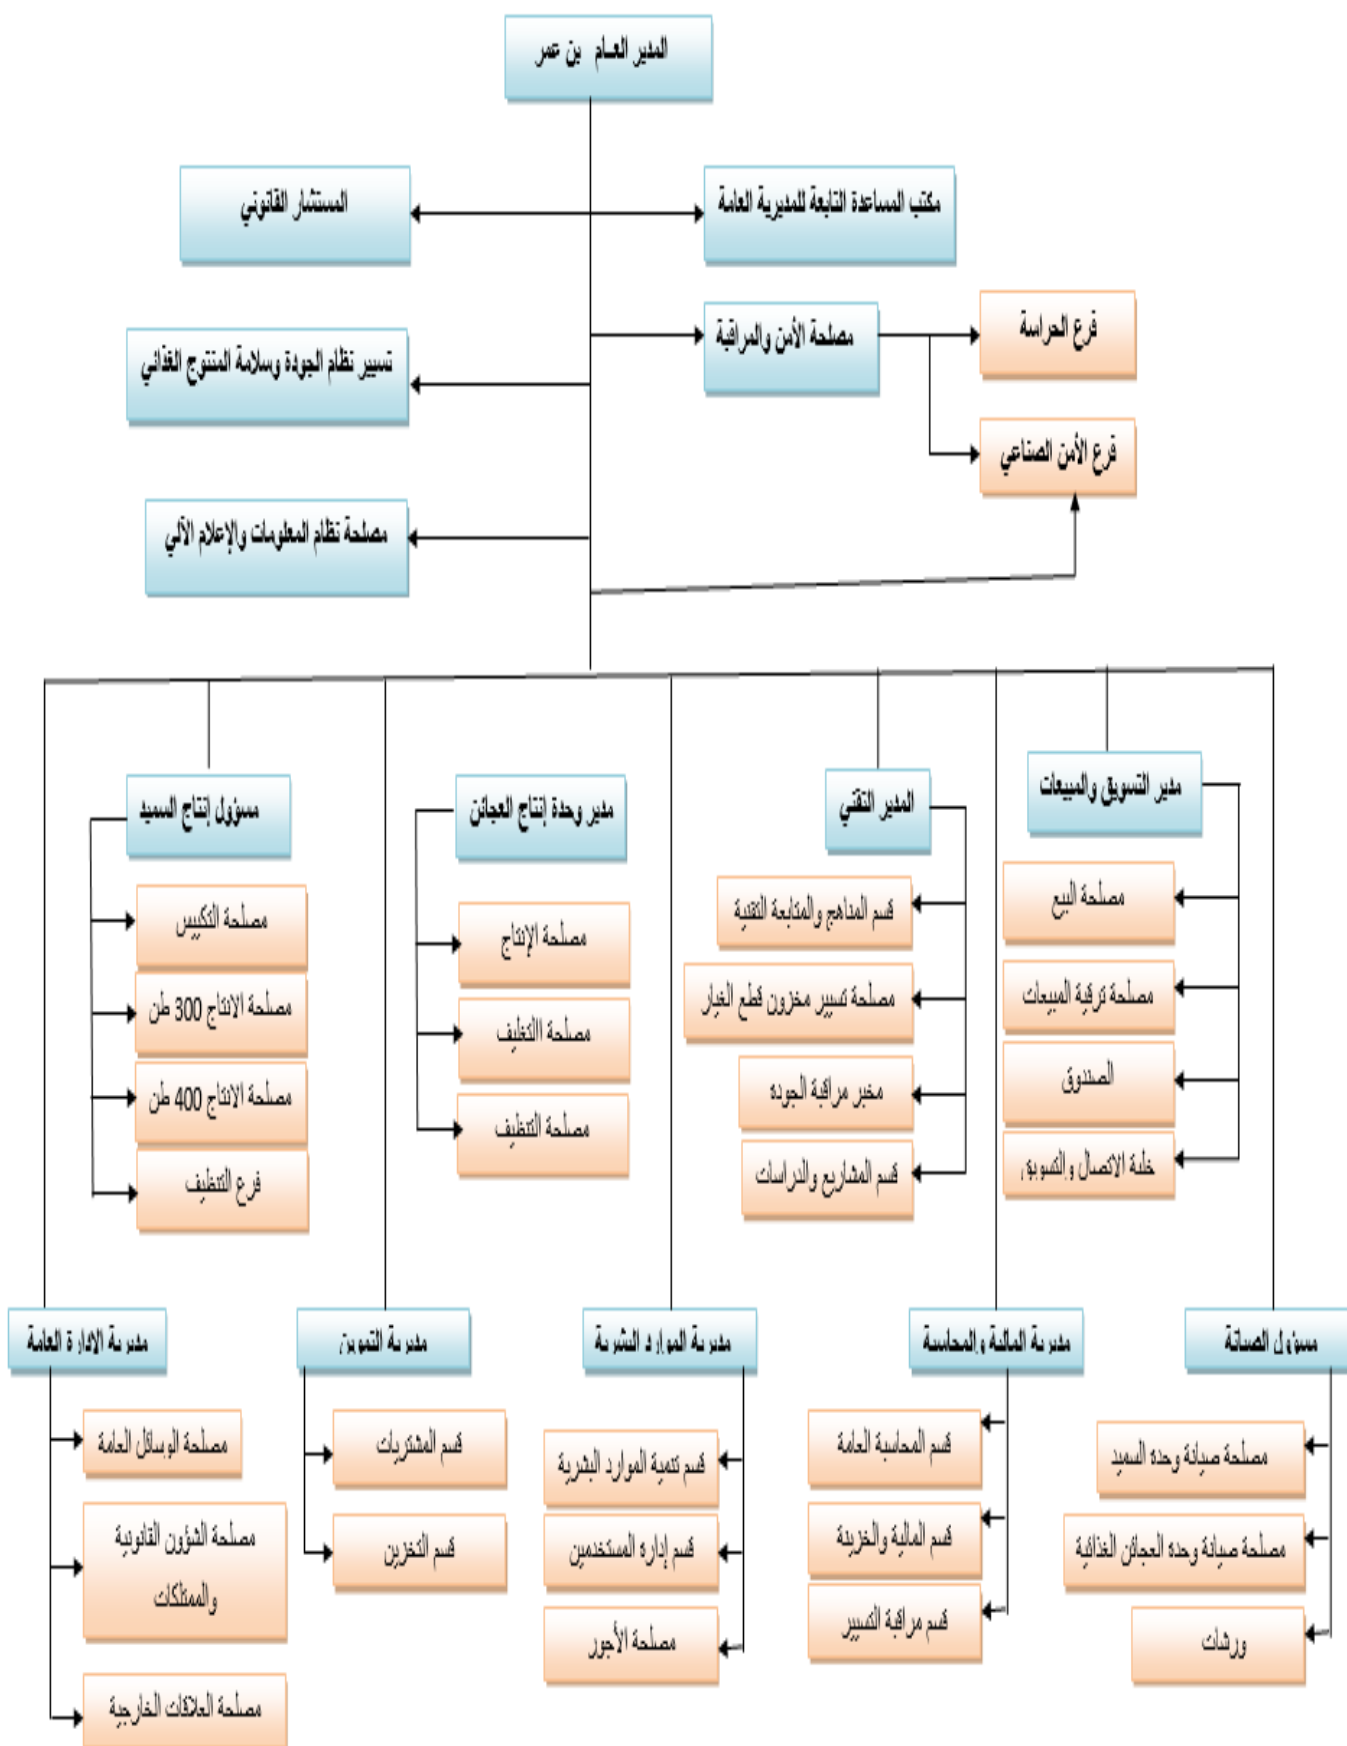 المدير العـام بن عمر
مكتب المساعدة التابعة للمديرية العامة
المستشار القانوني
مصلحة الأمن والمراقبة
فرع الحراسة
تسيير نظام الجودة وسلامة المنتوج الغذائي
فرع الأمن الصناعي
مصلحة نظام المعلومات والإعلام الآلي
مدير التسويق والمبيعات
مصلحة البيع
مصلحة ترقية المبيعات
الصندوق
خلية الاتصال والتسويق
المدير التقني
قسم المناهج والمتابعة التقنية
مصلحة تسيير مخزون قطع الغيار
مخبر مراقبة الجودة
قسم المشاريع والدراسات
مدير وحدة إنتاج العجائن
مصلحة الإنتاج
مصلحة االتغليف
مصلحة التنظيف
مسؤول إنتاج السميد
مصلحة التكييس
مصلحة الانتاج 300 طن
مصلحة الانتاج 400 طن
فرع التنظيف
مسؤول الصيانة
مصلحة صيانة وحدة السميد
مصلحة صيانة وحدة العجائن الغذائية
ورشات
مديرية المالية والمحاسبة
قسم المحاسبة العامة
قسم المالية والخزينة
قسم مراقبة التسيير
مديرية الموارد البشرية
قسم تنمية الموارد البشرية
قسم إدارة المستخدمين
مصلحة الأجور
مديرية التموين
قسم المشتريات
قسم التخزين
مديرية الادارة العامة
مصلحة الوسائل العامة
مصلحة الشؤون القانونية
والممتلكات
مصلحة العلاقات الخارجية